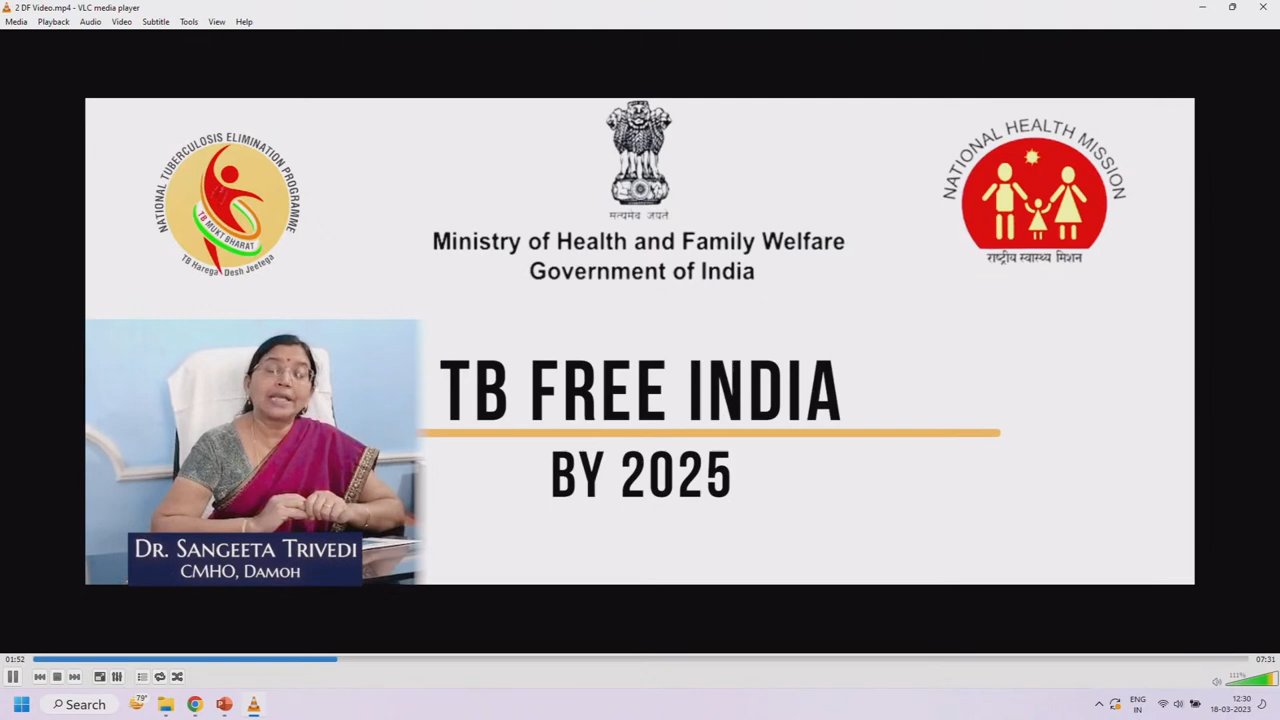 2 DF Video.mp4 - VLC media player
Media Playback Audio Video Subtitle Tools View Help
NATIONAL TUBERCULOSIS ELIMINATION PROGRAMME
TB MUKT BHARAT
TB Harega Desh Jeetega
सत्यमेव जयते
Ministry of Health and Family Welfare
Government of India
NATIONAL HEALTH MISSION
राष्ट्रीय स्वास्थ्य मिशन
TB FREE INDIA
BY 2025
DR. SANGEETA TRIVEDI
CMHO, DAMOH
01:52
07:31
111%
79°
Search
ENG
IN
12:30
18-03-2023